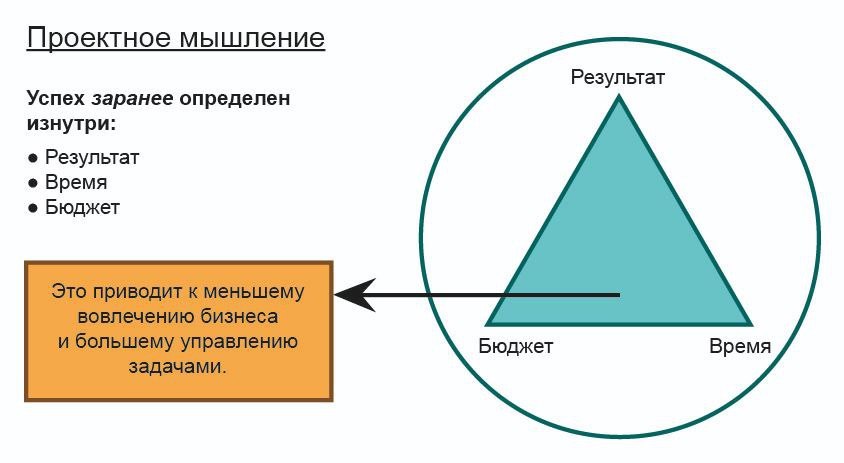 Проектное мышление
Успех заранее определен
изнутри:
● Результат
● Время
● Бюджет
Это приводит к меньшему
вовлечению бизнеса
и большему управлению
задачами.
Результат
Бюджет
Время